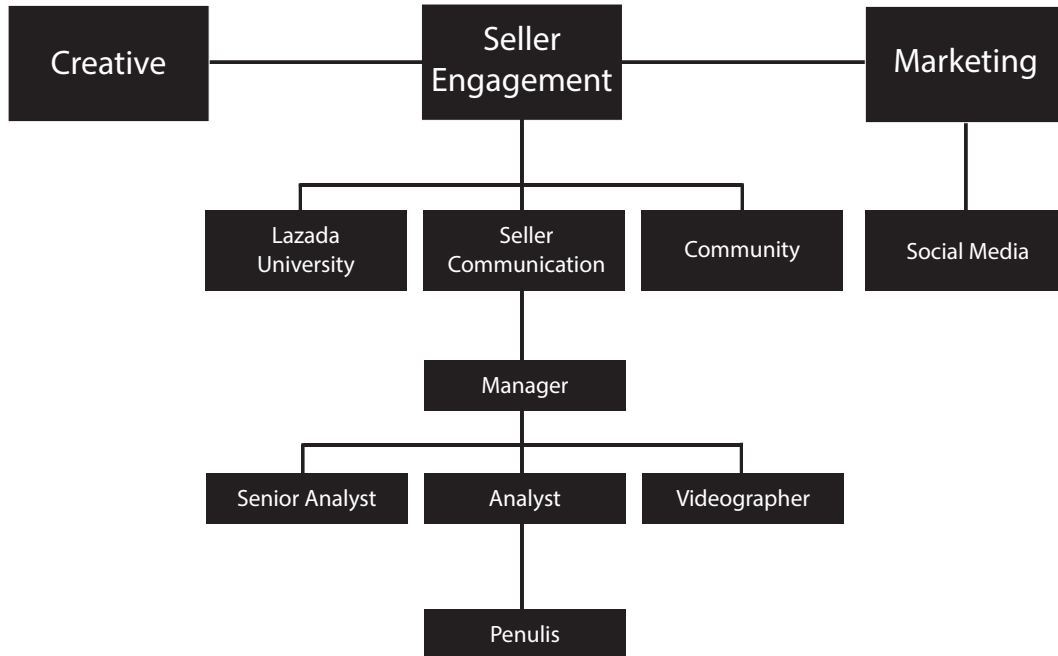 Creative
Seller
Engagement
Marketing
Lazada
University
Seller
Communication
Community
Social Media
Manager
Senior Analyst
Analyst
Videographer
Penulis